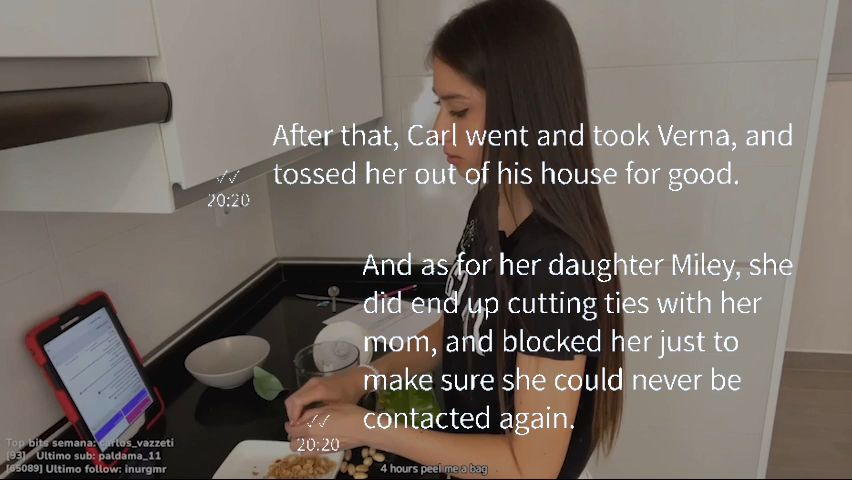 After that, Carl went and took Verna, and
tossed her out of his house for good.
20:20
And as for her daughter Miley, she
did end up cutting ties with her
mom, and blocked her just to
make sure she could never be
contacted again.
20:20
Top bits semana: carlos_vazzeti
[93] Ultimo sub: paldama_11
[65089] Ultimo follow: inurgmr
4 hours peel me a bag